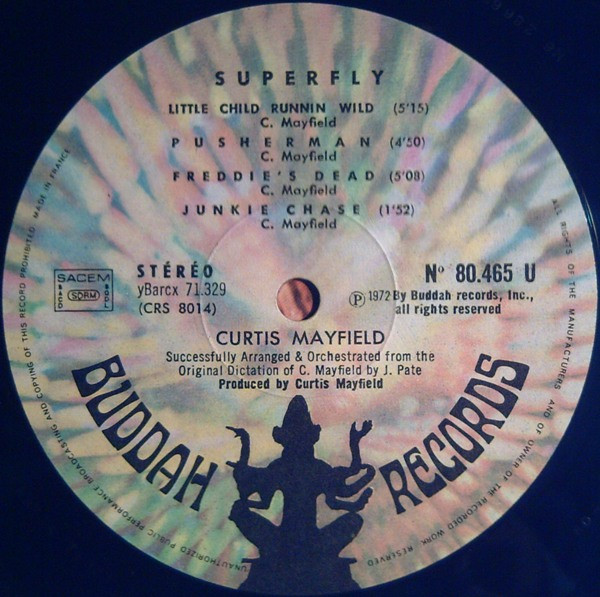 SUPERFLY
LITTLE CHILD RUNNIN WILD (5'15)
C. Mayfield
PUSHERMAN (4'50)
C. Mayfield
FREDDIE'S DEAD (5'08)
C. Mayfield
JUNKIE CHASE (1'52)
C. Mayfield
SACEM
SACD
SDRM
SGDL
STÉRÉO
yBarcx 71.329
(CRS 8014)
Nº 80.465 U
Ⓟ 1972 By Buddah records, Inc.,
all rights reserved
CURTIS MAYFIELD
Successfully Arranged & Orchestrated from the
Original Dictation of C. Mayfield by J. Pate
Produced by Curtis Mayfield
BUDDAH RECORDS
ALL RIGHTS OF THE MANUFACTURERS AND OF OWNER OF THE RECORDED WORK RESERVED
UNAUTHORIZED PUBLIC PERFORMANCE BROADCASTING AND COPYING OF THIS RECORD PROHIBITED MADE IN FRANCE